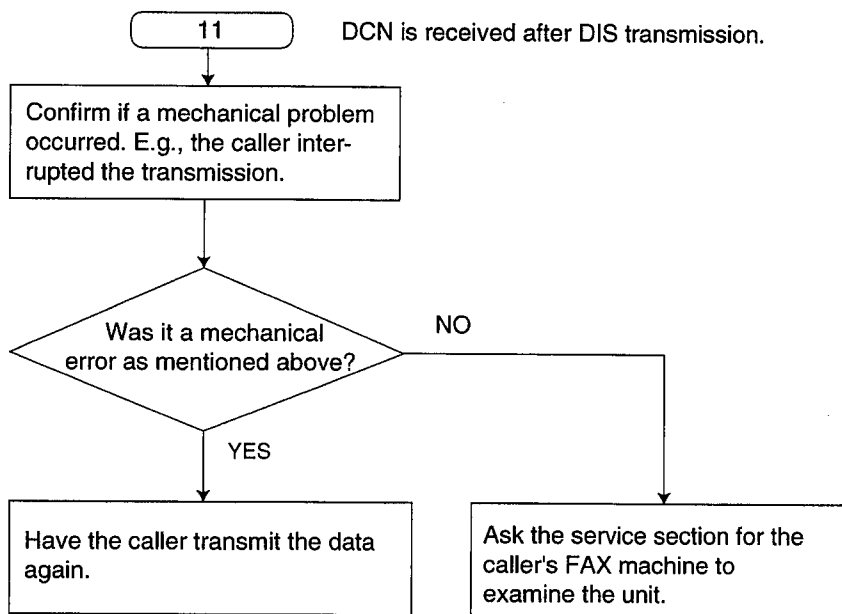 11
DCN is received after DIS transmission.
Confirm if a mechanical problem
occurred. E.g., the caller inter-
rupted the transmission.
Was it a mechanical
error as mentioned above?
NO
YES
Have the caller transmit the data
again.
Ask the service section for the
caller's FAX machine to
examine the unit.